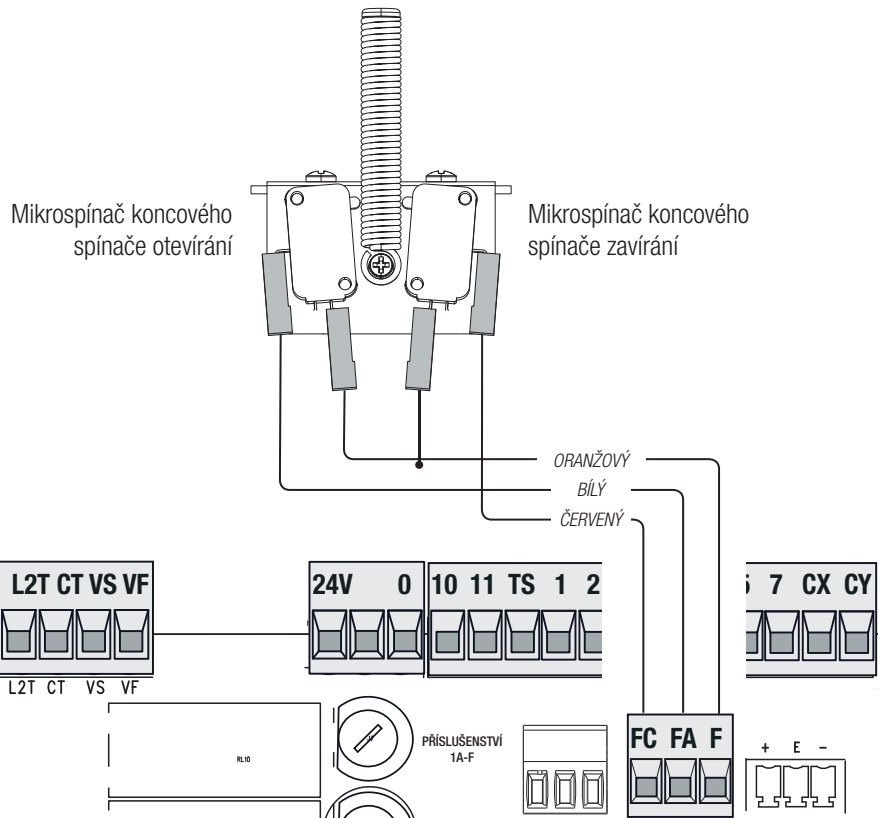 Mikrospínač koncového
spínače otevírání
Mikrospínač koncového
spínače zavírání
ORANŽOVÝ
BÍLÝ
ČERVENÝ
L2T CT VS VF
24V 0
10 11 TS 1 2
7 CX CY
L2T CT VS VF
RL10
PŘÍSLUŠENSTVÍ
1A-F
FC FA F
+ E -